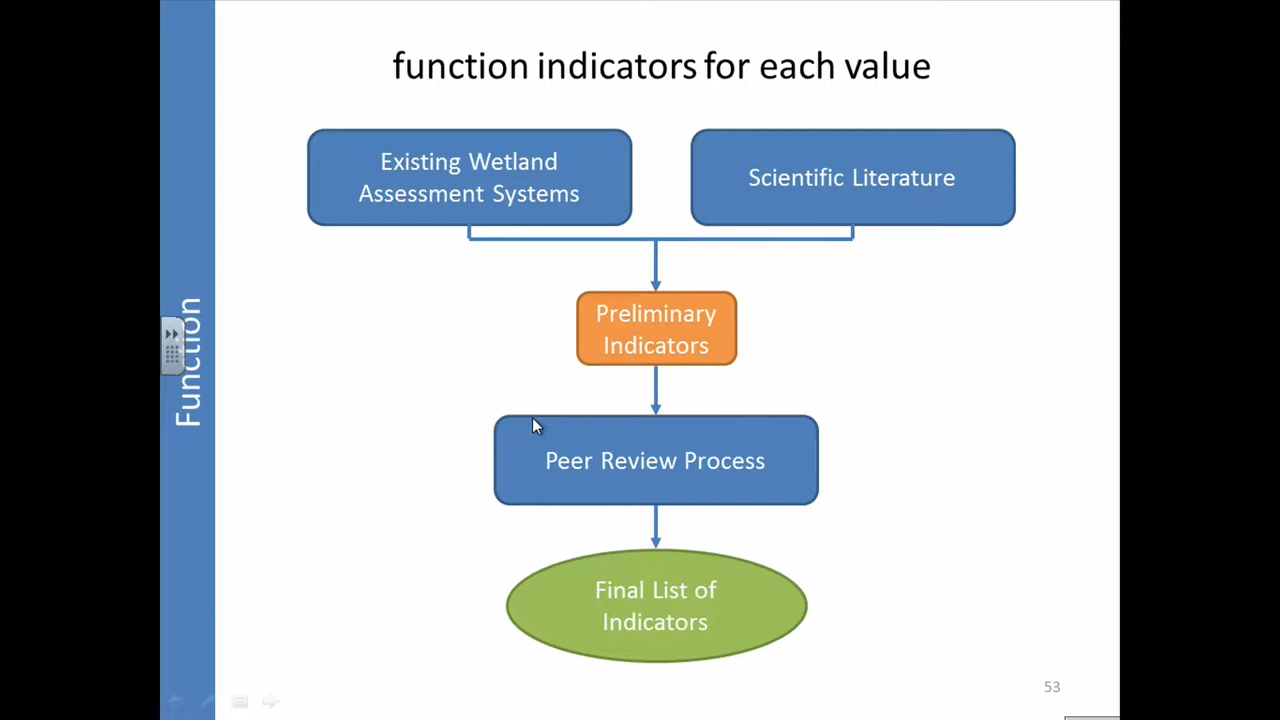 function indicators for each value
Existing Wetland
Assessment Systems
Scientific Literature
Preliminary
Indicators
Function
Peer Review Process
Final List of
Indicators
53